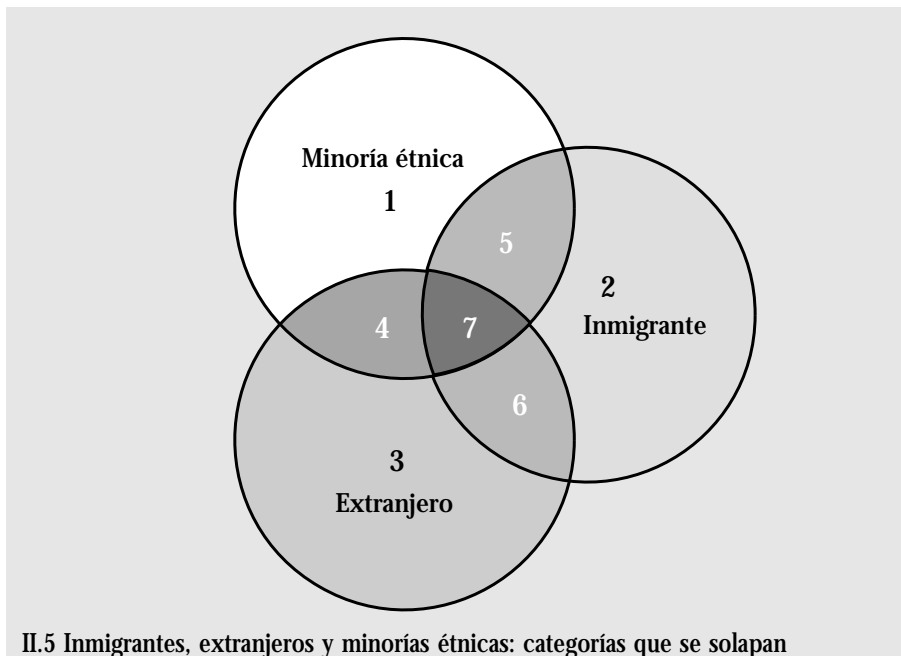 Minoría étnica
1
5
2
Inmigrante
4
7
6
3
Extranjero
II.5 Inmigrantes, extranjeros y minorías étnicas: categorías que se solapan